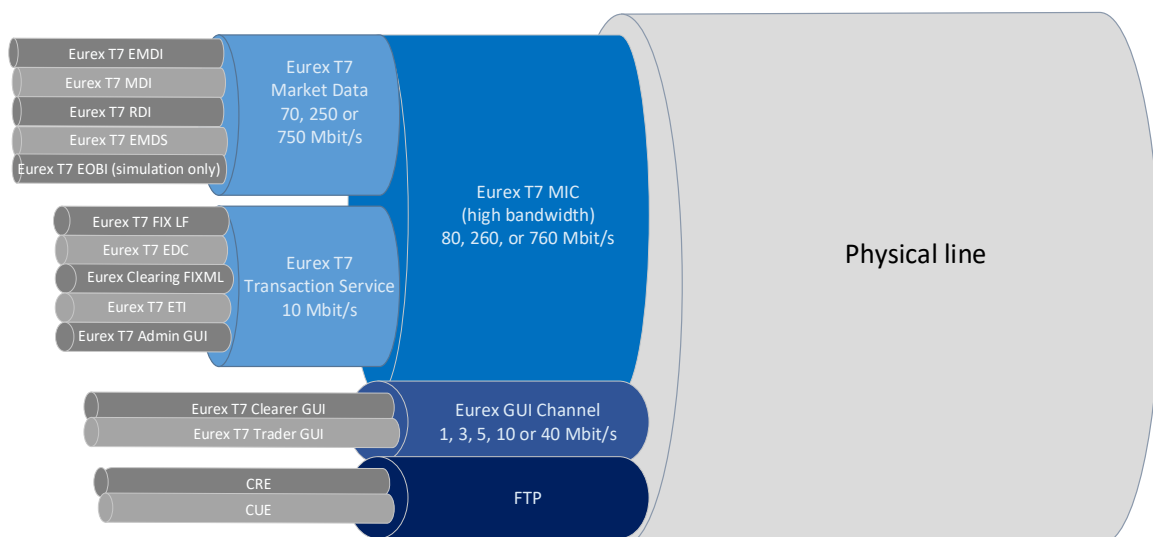 Eurex T7 EMDI
Eurex T7 MDI
Eurex T7 RDI
Eurex T7 EMDS
Eurex T7 EOBI (simulation only)
Eurex T7
Market Data
70, 250 or
750 Mbit/s
Eurex T7 FIX LF
Eurex T7 EDC
Eurex Clearing FIXML
Eurex T7 ETI
Eurex T7 Admin GUI
Eurex T7
Transaction Service
10 Mbit/s
Eurex T7 MIC
(high bandwidth)
80, 260, or 760 Mbit/s
Eurex T7 Clearer GUI
Eurex T7 Trader GUI
Eurex GUI Channel
1, 3, 5, 10 or 40 Mbit/s
CRE
CUE
FTP
Physical line